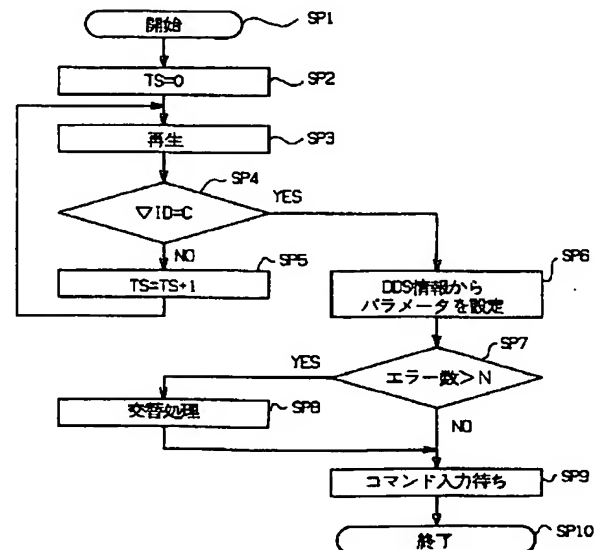 開始
SP1
TS=0
SP2
再生
SP3
SP4
▽ID=C
YES
NO
SP5
TS=TS+1
SP6
DDS情報から
パラメータを設定
SP7
YES
エラー数>N
交替処理
SP8
NO
コマンド入力待ち
SP9
終了
SP10